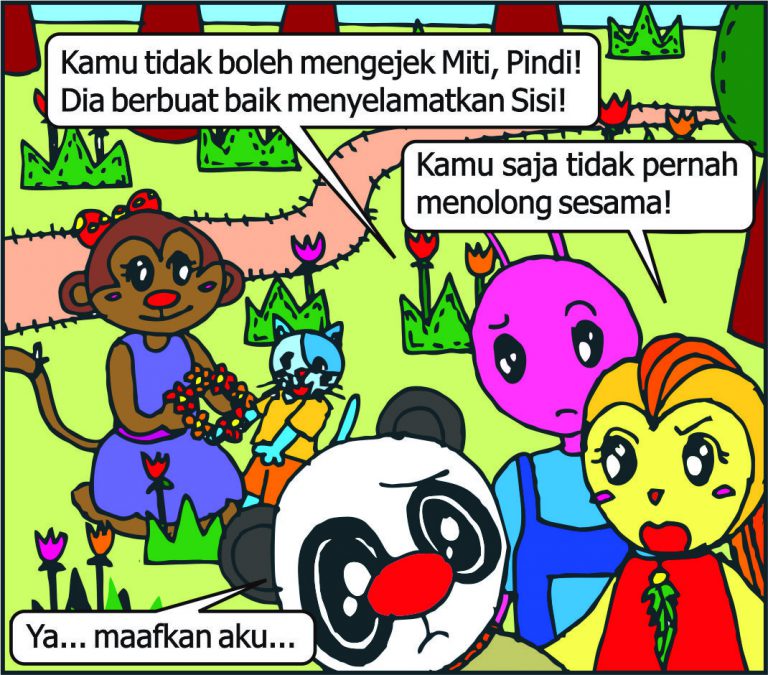 Kamu tidak boleh mengejek Miti, Pindi!
Dia berbuat baik menyelamatkan Sisi!
Kamu saja tidak pernah
menolong sesama!
Ya... maafkan aku...